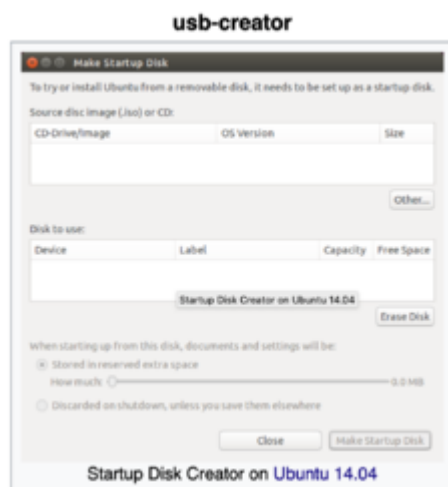 usb-creator
Make Startup Disk
To try or install Ubuntu from a removable disk, it needs to be set up as a startup disk.
Source disc image (.iso) or CD:
CD-Drive/Image OS Version Size
Other...
Disk to use:
Device Label Capacity Free Space
Startup Disk Creator on Ubuntu 14.04
Erase Disk
When starting up from this disk, documents and settings will be:
Stored in reserved extra space
How much: 0.0 MB
Discarded on shutdown, unless you save them elsewhere
Close Make Startup Disk
Startup Disk Creator on Ubuntu 14.04